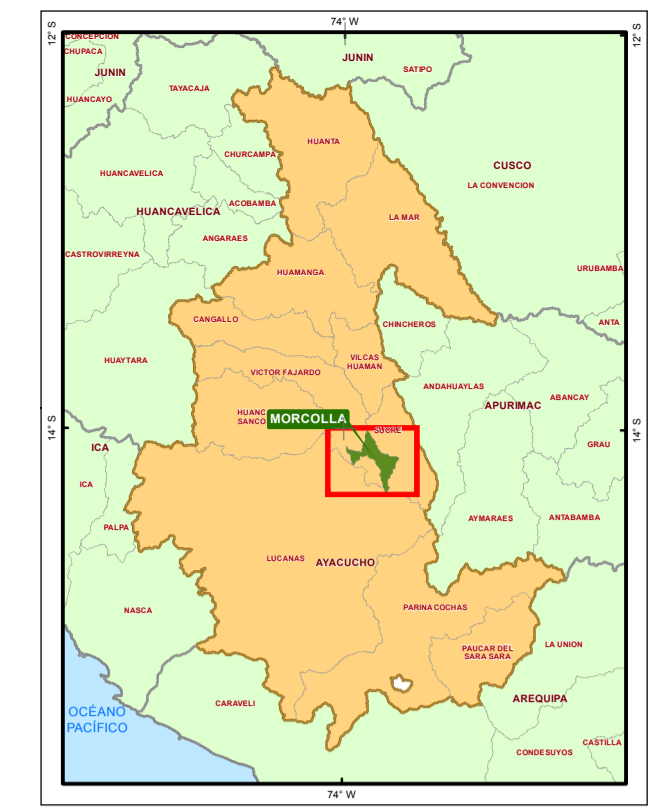 74° W
12° S
12° S
CONCEPCION
CHUPACA
JUNIN
JUNIN
SATIPO
TAYACAJA
HUANCAYO
HUANTA
CHURCAMPA
CUSCO
HUANCAVELICA
LA CONVENCION
ACOBAMBA
HUANCAVELICA
LA MAR
ANGARAES
CASTROVIRREYNA
URUBAMBA
HUAMANGA
CANGALLO
CHINCHEROS
ANTA
HUAYTARA
VILCAS
HUAMAN
VICTOR FAJARDO
ANDAHUAYLAS
ABANCAY
APURIMAC
HUANC
SANCO
MORCOLLA
SUCRE
14° S
14° S
GRAU
ICA
ICA
PALPA
AYMARAES
ANTABAMBA
LUCANAS
AYACUCHO
NASCA
PARINACOCHAS
PAUCAR DEL
SARA SARA
LA UNION
CARAVELI
AREQUIPA
OCÉANO
PACÍFICO
CASTILLA
CONDESUYOS
74° W